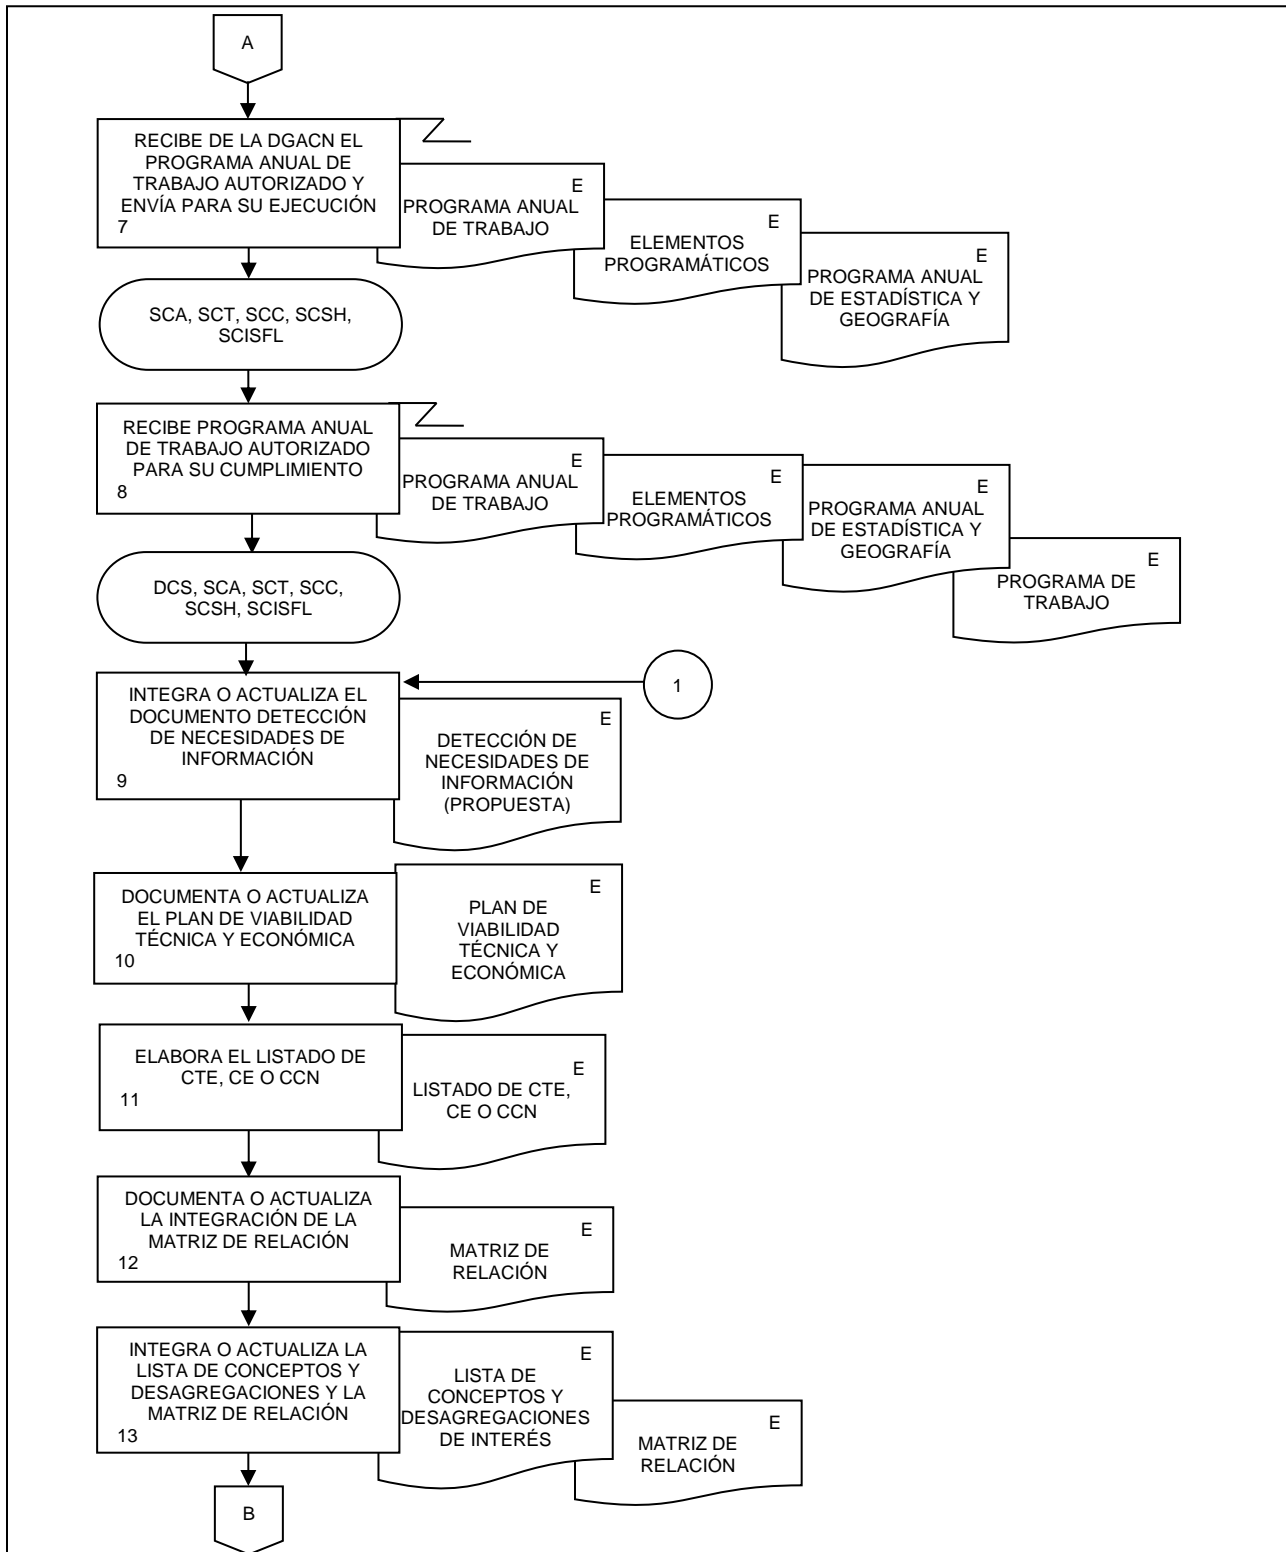 A
RECIBE DE LA DGACN EL
PROGRAMA ANUAL DE
TRABAJO AUTORIZADO Y
ENVÍA PARA SU EJECUCIÓN
7
E
PROGRAMA ANUAL
DE TRABAJO
E
ELEMENTOS
PROGRAMÁTICOS
E
PROGRAMA ANUAL
DE ESTADÍSTICA Y
GEOGRAFÍA
SCA, SCT, SCC, SCSH,
SCISFL
RECIBE PROGRAMA ANUAL
DE TRABAJO AUTORIZADO
PARA SU CUMPLIMIENTO
8
E
PROGRAMA ANUAL
DE TRABAJO
E
ELEMENTOS
PROGRAMÁTICOS
E
PROGRAMA ANUAL
DE ESTADÍSTICA Y
GEOGRAFÍA
E
PROGRAMA DE
TRABAJO
DCS, SCA, SCT, SCC,
SCSH, SCISFL
1
INTEGRA O ACTUALIZA EL
DOCUMENTO DETECCIÓN
DE NECESIDADES DE
INFORMACIÓN
9
E
DETECCIÓN DE
NECESIDADES DE
INFORMACIÓN
(PROPUESTA)
DOCUMENTA O ACTUALIZA
EL PLAN DE VIABILIDAD
TÉCNICA Y ECONÓMICA
10
E
PLAN DE
VIABILIDAD
TÉCNICA Y
ECONÓMICA
ELABORA EL LISTADO DE
CTE, CE O CCN
11
E
LISTADO DE CTE,
CE O CCN
DOCUMENTA O ACTUALIZA
LA INTEGRACIÓN DE LA
MATRIZ DE RELACIÓN
12
E
MATRIZ DE
RELACIÓN
INTEGRA O ACTUALIZA LA
LISTA DE CONCEPTOS Y
DESAGREGACIONES Y LA
MATRIZ DE RELACIÓN
13
E
LISTA DE
CONCEPTOS Y
DESAGREGACIONES
DE INTERÉS
E
MATRIZ DE
RELACIÓN
B